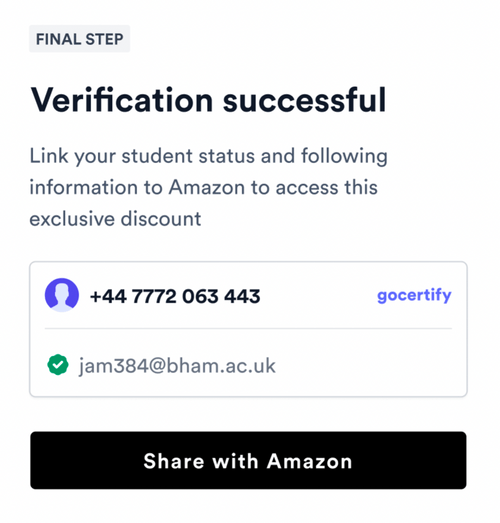 FINAL STEP
Verification successful
Link your student status and following
information to Amazon to access this
exclusive discount
+44 7772 063 443 gocertify
jam384@bham.ac.uk
Share with Amazon